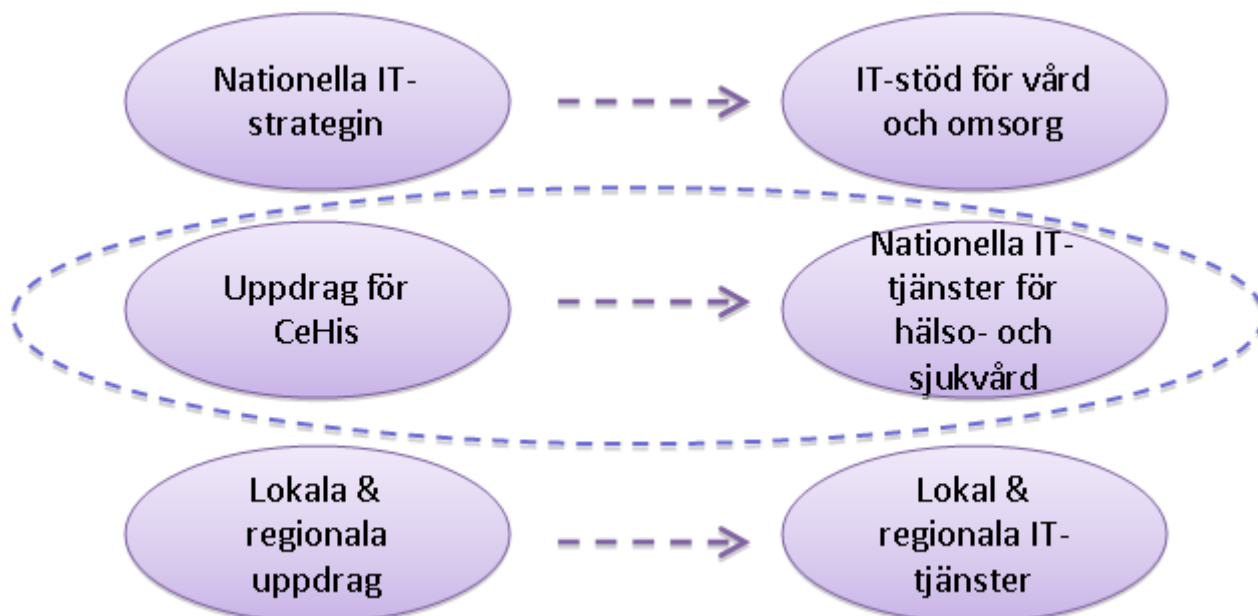 Nationella IT-
strategin
IT-stöd för vård
och omsorg
Uppdrag för
CeHis
Nationella IT-
tjänster för
hälso- och
sjukvård
Lokala &
regionala
uppdrag
Lokal &
regionala IT-
tjänster